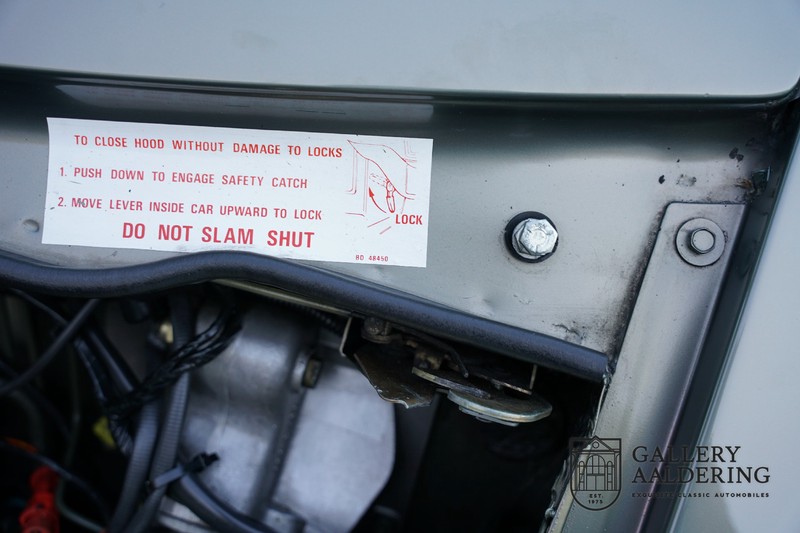 TO CLOSE HOOD WITHOUT DAMAGE TO LOCKS
1. PUSH DOWN TO ENGAGE SAFETY CATCH
2. MOVE LEVER INSIDE CAR UPWARD TO LOCK
LOCK
DO NOT SLAM SHUT
BD 48450
GALLERY
AALDERING
EST.
1975
EXQUISITE CLASSIC AUTOMOBILES